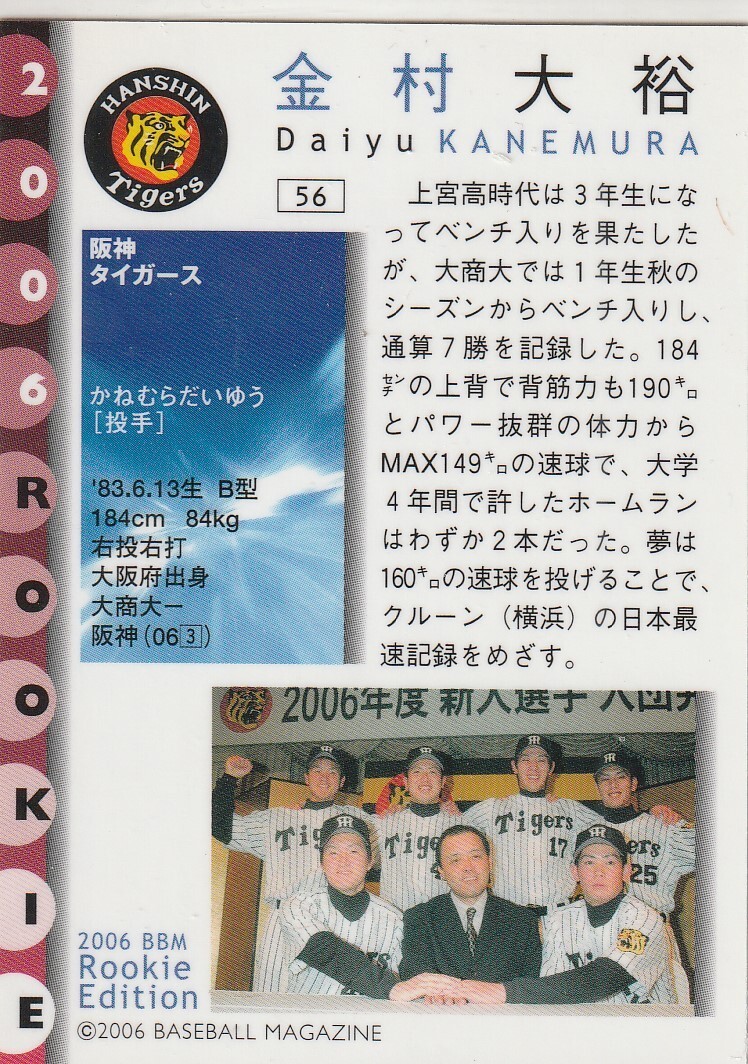 2006 ROOKIE
HANSHIN
Tigers
金村大裕
Daiyu KANEMURA
56
阪神
タイガース
かねむらだいゆう
［投手］
'83.6.13生 B型
184cm 84kg
右投右打
大阪府出身
大商大ー
阪神(06③)
上宮高時代は3年生にな
ってベンチ入りを果たした
が、大商大では1年生秋の
シーズンからベンチ入りし、
通算7勝を記録した。184
㌢の上背で背筋力も190㌔
とパワー抜群の体力から
MAX149㌔の速球で、大学
4年間で許したホームラン
はわずか2本だった。夢は
160㌔の速球を投げることで、
クルーン（横浜）の日本最
速記録をめざす。
2006年度 新人選手 入団発
Tigers
Tigers
Tigers
17
ers
25
2006 BBM
Rookie
Edition
©2006 BASEBALL MAGAZINE